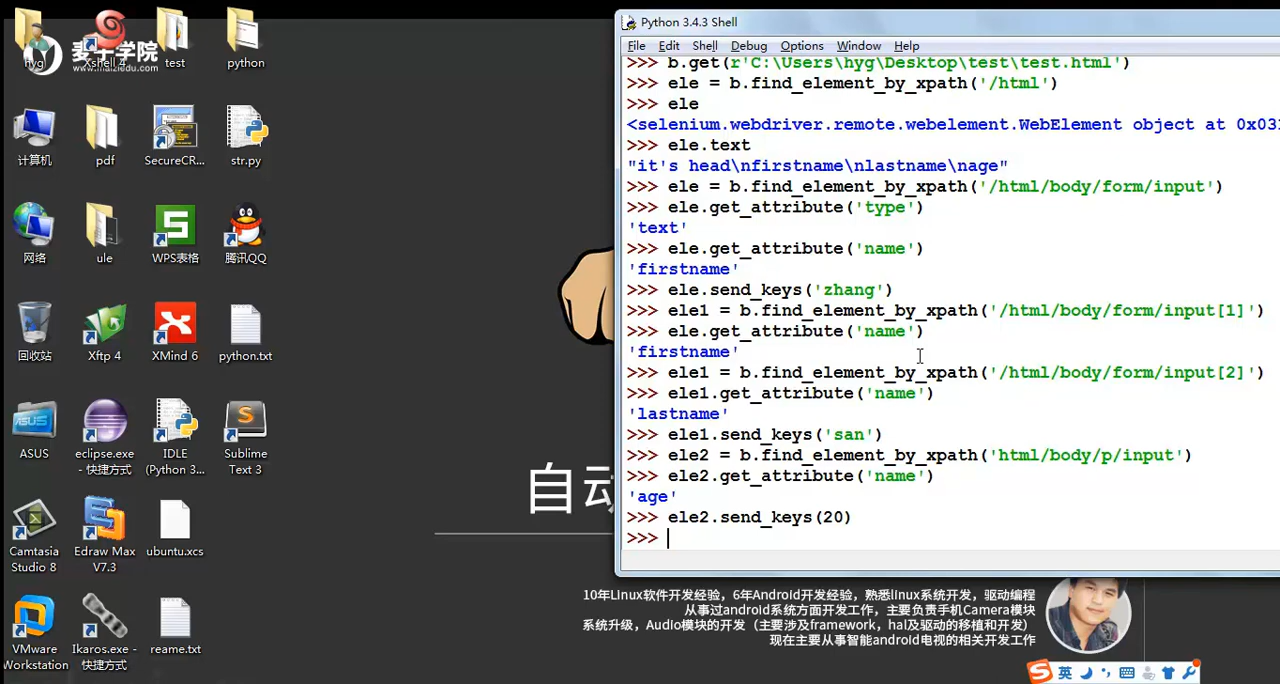 hyg
Xshell 4
test
python
麦子学院
www.maiziedu.com
计算机
pdf
SecureCR...
str.py
网络
ule
WPS表格
腾讯QQ
回收站
Xftp 4
XMind 6
python.txt
ASUS
eclipse.exe
- 快捷方式
IDLE
(Python 3...
Sublime
Text 3
Camtasia
Studio 8
Edraw Max
V7.3
ubuntu.xcs
VMware
Workstation
Ikaros.exe -
快捷方式
reame.txt
自动
Python 3.4.3 Shell
File Edit Shell Debug Options Window Help
>>> b.get(r'C:\Users\hyg\Desktop\test\test.html')
>>> ele = b.find_element_by_xpath('/html')
>>> ele
<selenium.webdriver.remote.webelement.WebElement object at 0x03
>>> ele.text
"it's head\nfirstname\nlastname\nage"
>>> ele = b.find_element_by_xpath('/html/body/form/input')
>>> ele.get_attribute('type')
'text'
>>> ele.get_attribute('name')
'firstname'
>>> ele.send_keys('zhang')
>>> ele1 = b.find_element_by_xpath('/html/body/form/input[1]')
>>> ele.get_attribute('name')
'firstname'
>>> ele1 = b.find_element_by_xpath('/html/body/form/input[2]')
>>> ele1.get_attribute('name')
'lastname'
>>> ele1.send_keys('san')
>>> ele2 = b.find_element_by_xpath('html/body/p/input')
>>> ele2.get_attribute('name')
'age'
>>> ele2.send_keys(20)
>>>
10年Linux软件开发经验，6年Android开发经验，熟悉linux系统开发，驱动编程
从事过android系统方面开发工作，主要负责手机Camera模块
系统升级，Audio模块的开发（主要涉及framework，hal及驱动的移植和开发）
现在主要从事智能android电视的相关开发工作
英